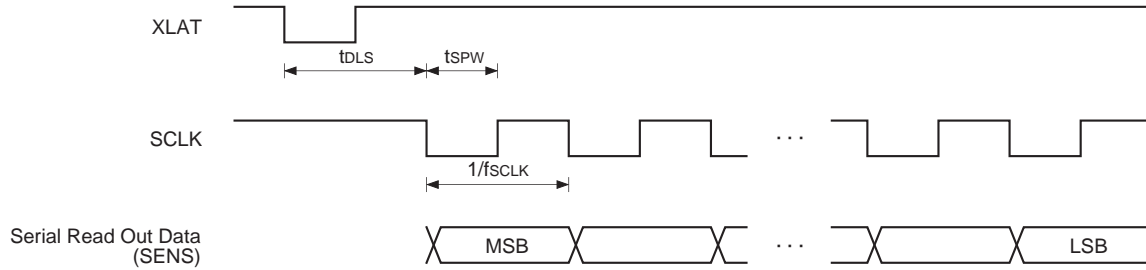 XLAT
tDLS
tSPW
SCLK
...
1/fSCLK
Serial Read Out Data
(SENS)
MSB
...
LSB